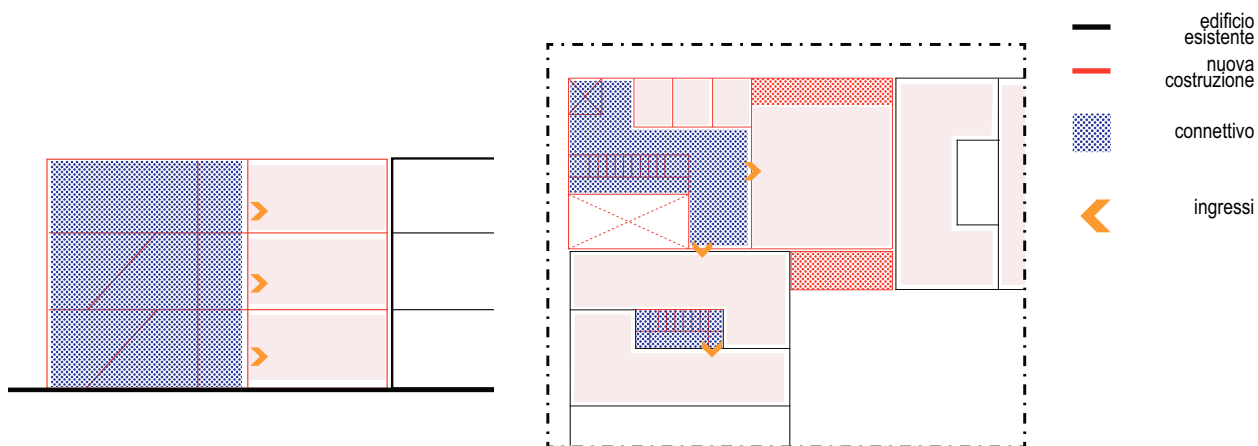 edificio
esistente
nuova
costruzione
connettivo
ingressi